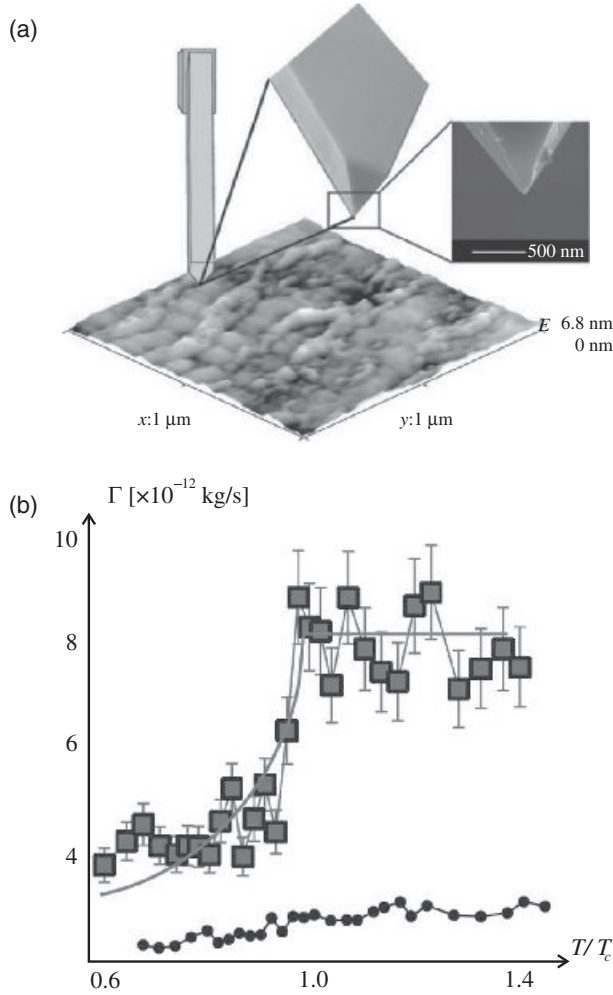 (a)
500 nm
E 6.8 nm
0 nm
x:1 µm
y:1 µm
(b)
Γ [×10⁻¹² kg/s]
10
8
6
4
0.6
1.0
1.4
T/T_c